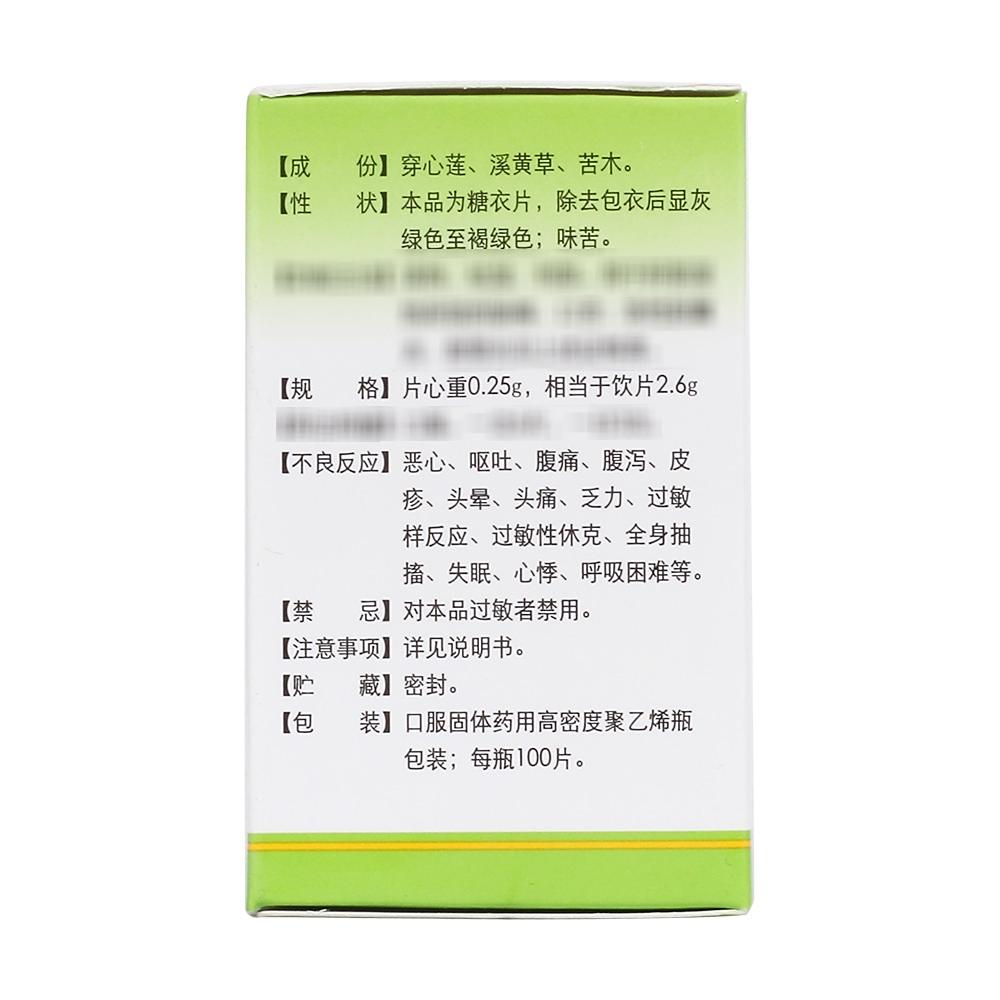 【成份】穿心莲、溪黄草、苦木。
【性状】本品为糖衣片，除去包衣后显灰
绿色至褐绿色；味苦。
【规格】片心重0.25g，相当于饮片2.6g
【不良反应】恶心、呕吐、腹痛、腹泻、皮
疹、头晕、头痛、乏力、过敏
样反应、过敏性休克、全身抽
搐、失眠、心悸、呼吸困难等。
【禁忌】对本品过敏者禁用。
【注意事项】详见说明书。
【贮藏】密封。
【包装】口服固体药用高密度聚乙烯瓶
包装；每瓶100片。